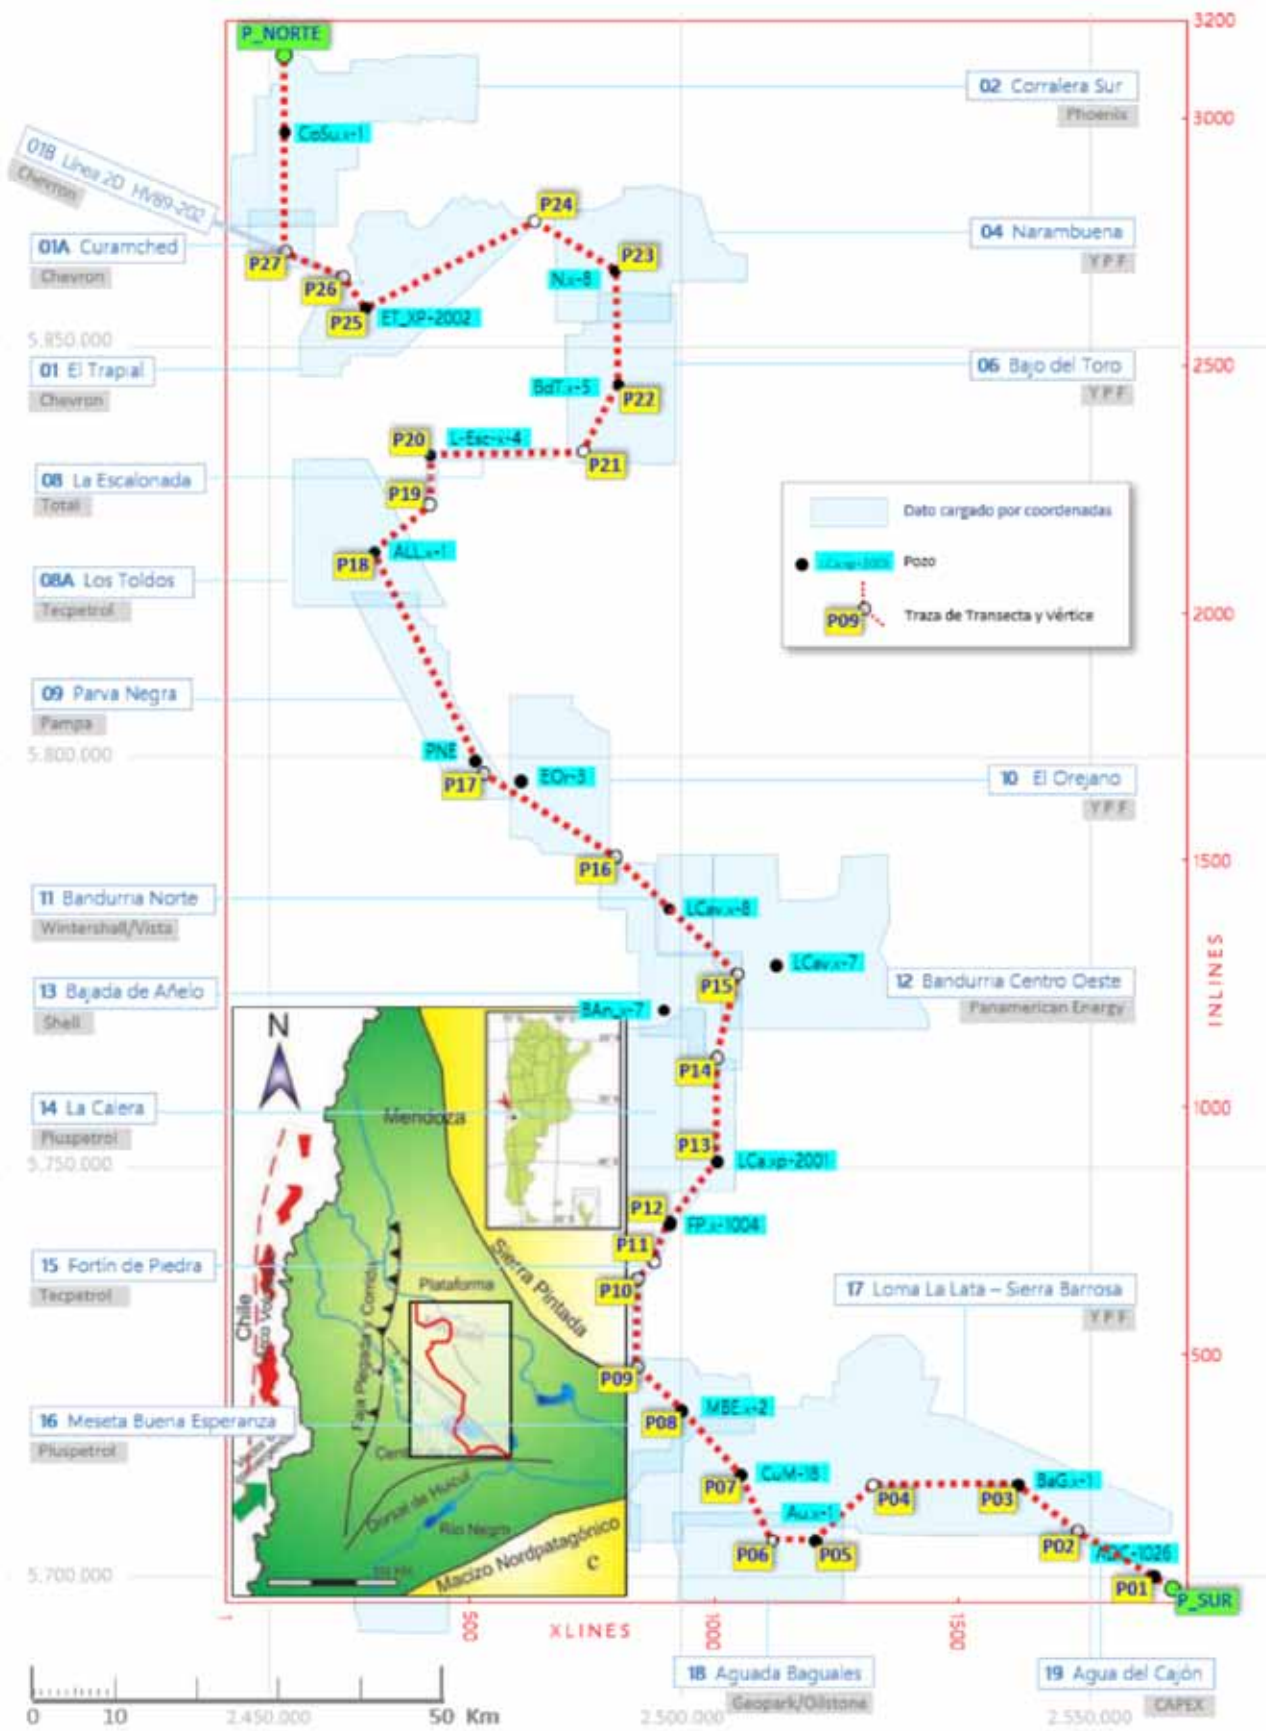 3200
P_NORTE
02 Corralera Sur
Phoenix
3000
CoSu.x-1
01B Línea 2D HV89-202
Chevron
P24
01A Curamched
Chevron
04 Narambuena
YPF
P27
P23
N.x-8
P26
P25
ET_XP-2002
5.850.000
01 El Trapial
Chevron
2500
06 Bajo del Toro
YPF
BdT.x-5
P22
P20
L-Esc-x-4
P21
08 La Escalonada
Total
P19
Dato cargado por coordenadas
ALL.x-1
P18
Pozo
08A Los Toldos
Tecpetrol
2000
P09
Traza de Transecta y Vértice
09 Parva Negra
Pampa
5.800.000
PNE
P17
EOr-3
10 El Orejano
YPF
1500
P16
11 Bandurria Norte
Wintershall/Vista
LCav.x-8
INLINES
LCav.x-7
P15
12 Bandurria Centro Oeste
Panamerican Energy
13 Bajada de Añelo
Shell
BAn_x-7
N
P14
14 La Calera
Pluspetrol
Mendoza
1000
P13
LCa.xp-2001
5.750.000
P12
FP.x-1004
P11
15 Fortín de Piedra
Tecpetrol
Sierra Pintada
P10
Plataforma
Chile
Faja Plegada y Corrida
17 Loma La Lata – Sierra Barrosa
YPF
500
P09
16 Meseta Buena Esperanza
Pluspetrol
P08
MBE.x-2
Dorsal de Huicul
Río Negro
Macizo Nordpatagónico
c
P07
CuM-18
P04
P03
BaG.x-1
Au.x-1
P06
P05
P02
ADC-1026
P01
P_SUR
5.700.000
1
500
XLINES
1000
1500
18 Aguada Baguales
Geopark/Oilstone
19 Agua del Cajón
CAPEX
0 10 50 Km
2.450.000
2.500.000
2.550.000